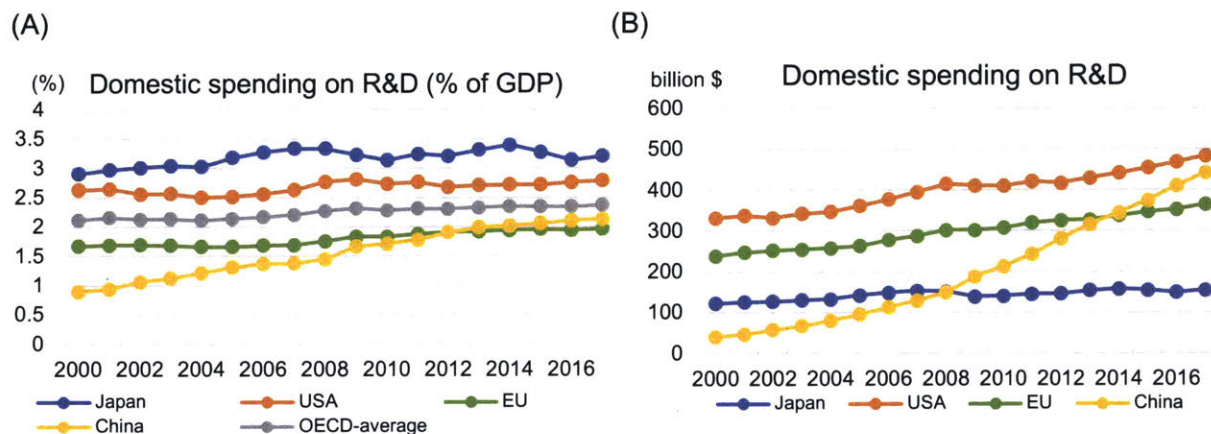 (A)
(%) Domestic spending on R&D (% of GDP)
4
3.5
3
2.5
2
1.5
1
0.5
0
2000 2002 2004 2006 2008 2010 2012 2014 2016
Japan USA EU
China OECD-average
(B)
billion $ Domestic spending on R&D
600
500
400
300
200
100
0
2000 2002 2004 2006 2008 2010 2012 2014 2016
Japan USA EU China